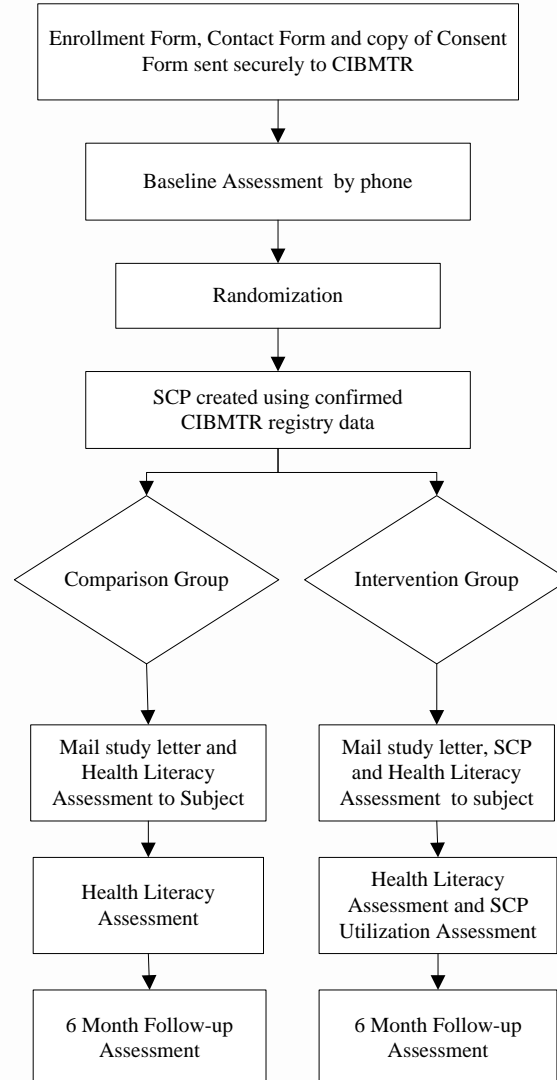 Enrollment Form, Contact Form and copy of Consent
Form sent securely to CIBMTR
Baseline Assessment by phone
Randomization
SCP created using confirmed
CIBMTR registry data
Comparison Group
Intervention Group
Mail study letter and
Health Literacy
Assessment to Subject
Mail study letter, SCP
and Health Literacy
Assessment to subject
Health Literacy
Assessment
Health Literacy
Assessment and SCP
Utilization Assessment
6 Month Follow-up
Assessment
6 Month Follow-up
Assessment